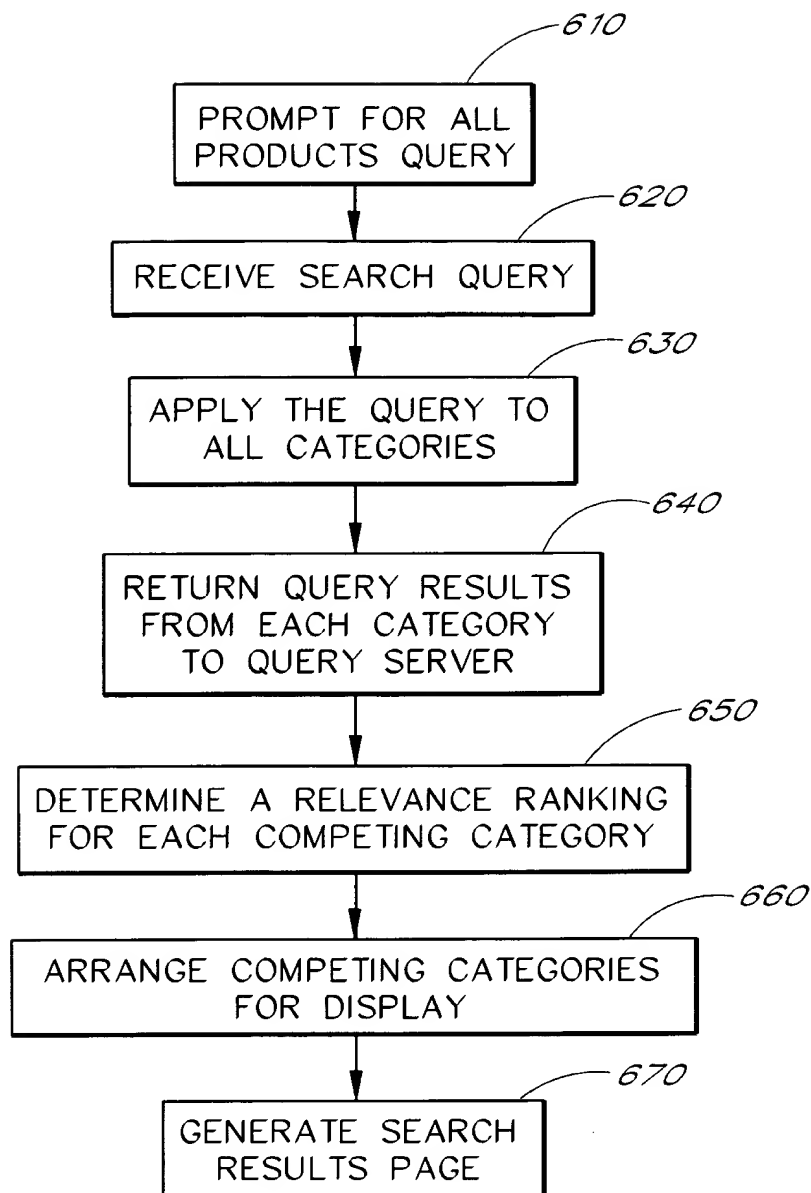 610
PROMPT FOR ALL
PRODUCTS QUERY
620
RECEIVE SEARCH QUERY
630
APPLY THE QUERY TO
ALL CATEGORIES
640
RETURN QUERY RESULTS
FROM EACH CATEGORY
TO QUERY SERVER
650
DETERMINE A RELEVANCE RANKING
FOR EACH COMPETING CATEGORY
660
ARRANGE COMPETING CATEGORIES
FOR DISPLAY
670
GENERATE SEARCH
RESULTS PAGE